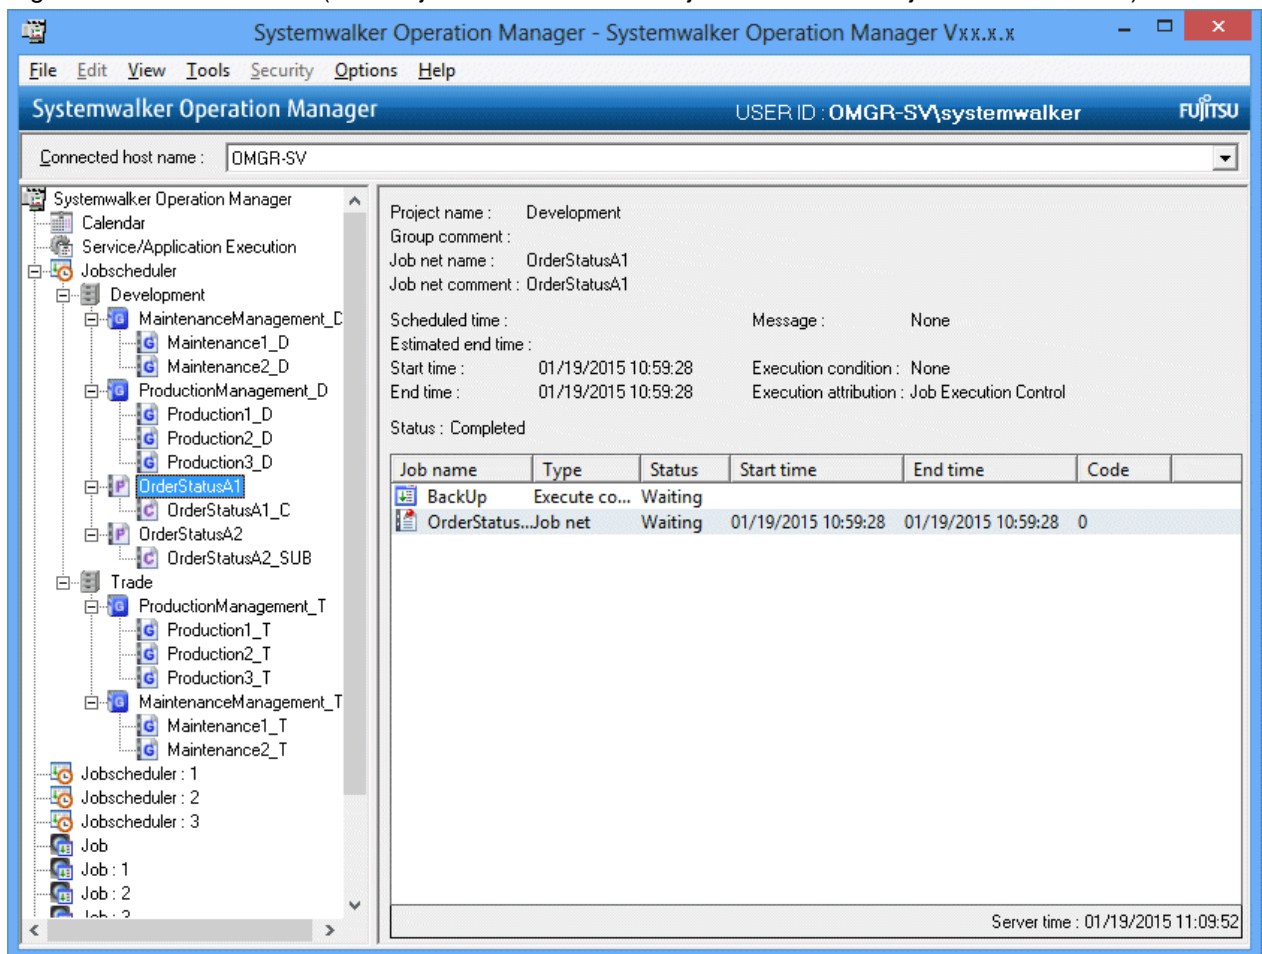 Systemwalker Operation Manager - Systemwalker Operation Manager Vxx.x.x
File Edit View Tools Security Options Help
Systemwalker Operation Manager USER ID : OMGR-SV\systemwalker FUJITSU
Connected host name : OMGR-SV
Systemwalker Operation Manager
Calendar
Service/Application Execution
Jobscheduler
Development
MaintenanceManagement_D
Maintenance1_D
Maintenance2_D
ProductionManagement_D
Production1_D
Production2_D
Production3_D
OrderStatusA1
OrderStatusA1_C
OrderStatusA2
OrderStatusA2_SUB
Trade
ProductionManagement_T
Production1_T
Production2_T
Production3_T
MaintenanceManagement_T
Maintenance1_T
Maintenance2_T
Jobscheduler : 1
Jobscheduler : 2
Jobscheduler : 3
Job
Job : 1
Job : 2
Job : 3
Project name : Development
Group comment :
Job net name : OrderStatusA1
Job net comment : OrderStatusA1
Scheduled time : Message : None
Estimated end time :
Start time : 01/19/2015 10:59:28 Execution condition : None
End time : 01/19/2015 10:59:28 Execution attribution : Job Execution Control
Status : Completed
Job name Type Status Start time End time Code
BackUp Execute co... Waiting
OrderStatus... Job net Waiting 01/19/2015 10:59:28 01/19/2015 10:59:28 0
Server time : 01/19/2015 11:09:52